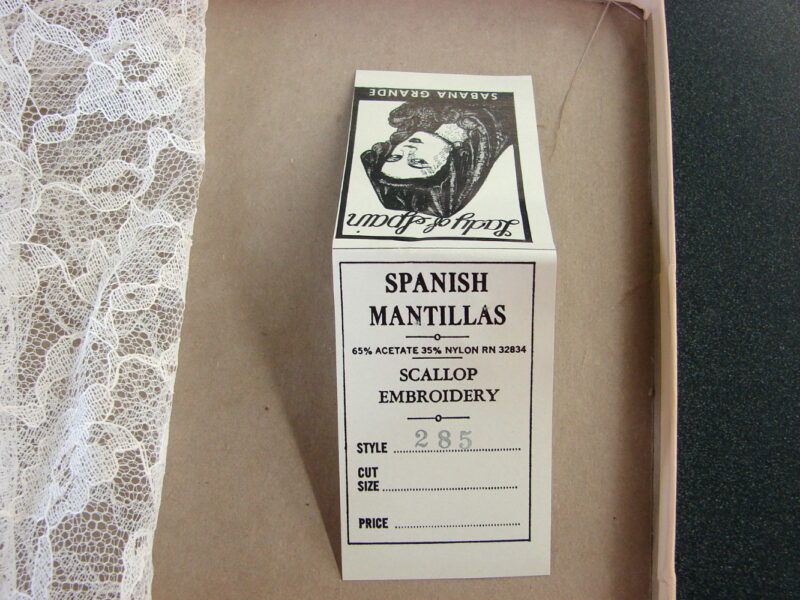 SABANA GRANDE
Lady of Spain
SPANISH
MANTILLAS
65% ACETATE 35% NYLON RN 32834
SCALLOP
EMBROIDERY
STYLE 285
CUT
SIZE
PRICE